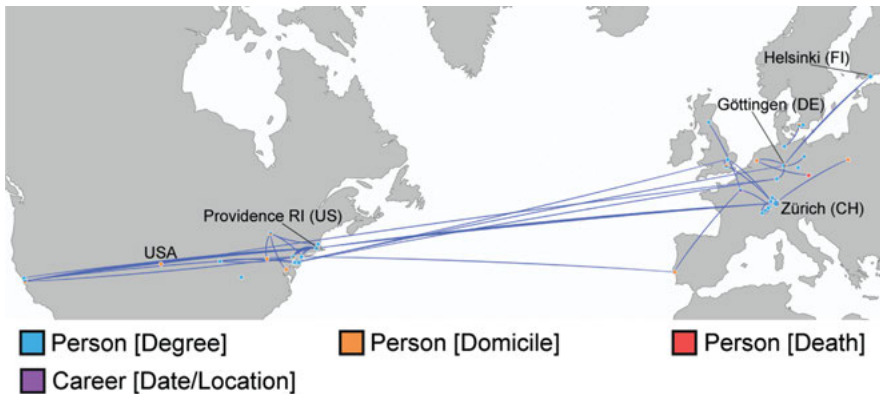 Helsinki (FI)
Göttingen (DE)
Providence RI (US)
Zürich (CH)
USA
Person [Degree]
Person [Domicile]
Person [Death]
Career [Date/Location]